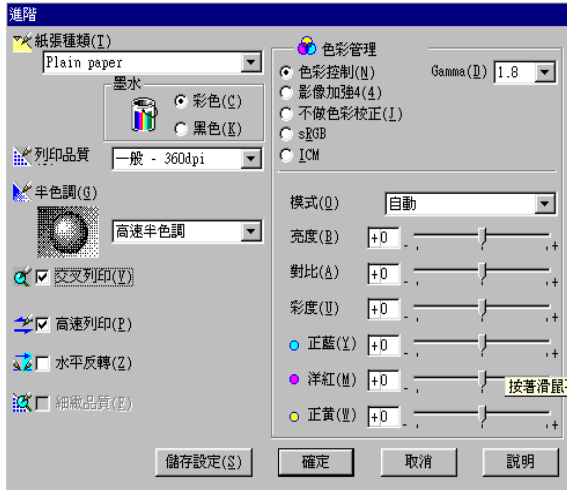 進階
紙張種類(T)
Plain paper
墨水
彩色(C)
黑色(K)
列印品質
一般 - 360dpi
半色調(G)
高速半色調
交叉列印(V)
高速列印(P)
水平反轉(Z)
細緻品質(F)
色彩管理
色彩控制(N)
Gamma(D) 1.8
影像加強4(4)
不做色彩校正(J)
sRGB
ICM
模式(O) 自動
亮度(B) +0 - +
對比(A) +0 - +
彩度(U) +0 - +
正藍(Y) +0 - +
洋紅(M) +0 -
按著滑鼠
正黃(W) +0 - +
儲存設定(S) 確定 取消 說明